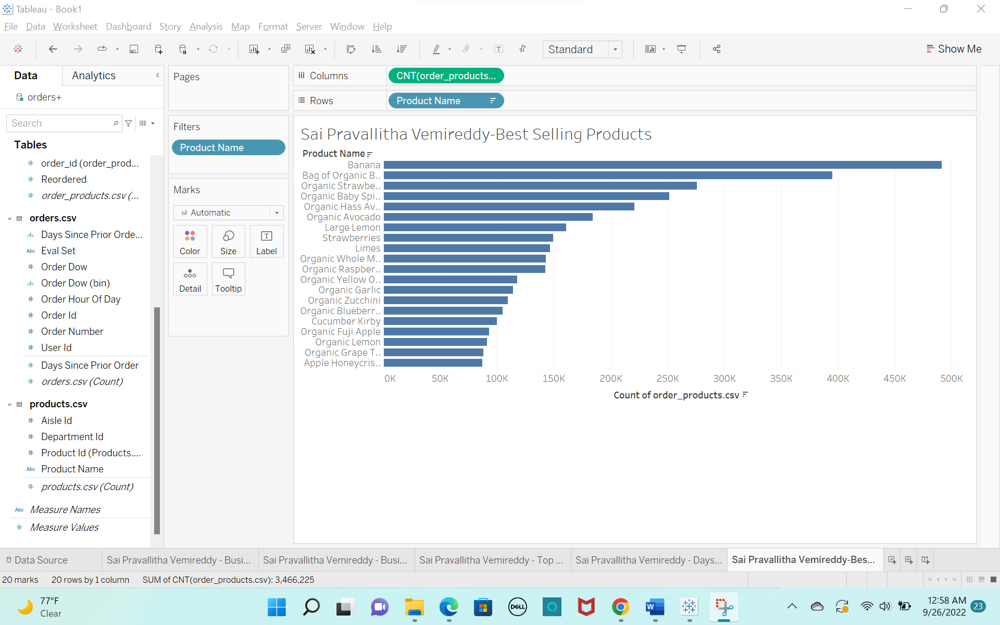 Tableau - Book1
File Data Worksheet Dashboard Story Analysis Map Format Server Window Help
Standard
Show Me
Data Analytics
orders+
Search
Tables
# order_id (order_prod...
# Reordered
# order_products.csv (...
orders.csv
Days Since Prior Orde...
Abc Eval Set
# Order Dow
Order Dow (bin)
# Order Hour Of Day
# Order Id
# Order Number
# User Id
# Days Since Prior Order
# orders.csv (Count)
products.csv
# Aisle Id
# Department Id
# Product Id (Products....
Abc Product Name
# products.csv (Count)
Abc Measure Names
# Measure Values
Pages
Filters
Product Name
Marks
Automatic
Color Size Label
Detail Tooltip
Columns CNT(order_products...
Rows Product Name
Sai Pravallitha Vemireddy-Best Selling Products
Product Name
Banana
Bag of Organic B..
Organic Strawbe..
Organic Baby Spi..
Organic Hass Av..
Organic Avocado
Large Lemon
Strawberries
Limes
Organic Whole M..
Organic Raspber..
Organic Yellow O..
Organic Garlic
Organic Zucchini
Organic Blueberr..
Cucumber Kirby
Organic Fuji Apple
Organic Lemon
Organic Grape T..
Apple Honeycris..
0K 50K 100K 150K 200K 250K 300K 350K 400K 450K 500K
Count of order_products.csv
Data Source Sai Pravallitha Vemireddy - Busi... Sai Pravallitha Vemireddy - Busi... Sai Pravallitha Vemireddy - Top ... Sai Pravallitha Vemireddy - Days... Sai Pravallitha Vemireddy-Bes...
20 marks 20 rows by 1 column SUM of CNT(order_products.csv): 3,466,225
77°F
Clear
DELL
W
12:58 AM
9/26/2022
23